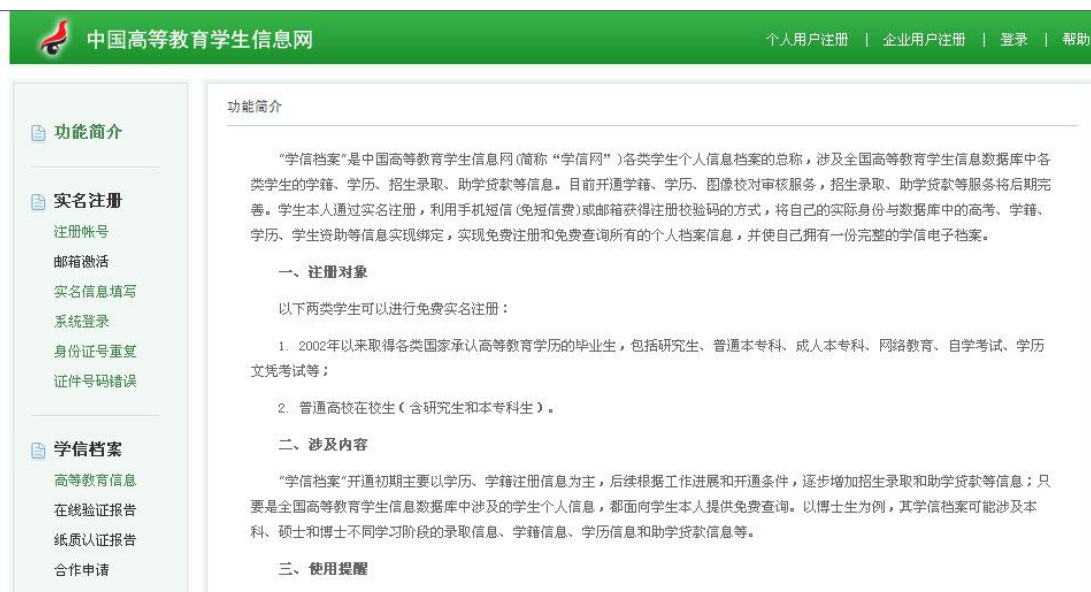 中国高等教育学生信息网
个人用户注册 | 企业用户注册 | 登录 | 帮助
功能简介
实名注册
注册帐号
邮箱激活
实名信息填写
系统登录
身份证号重复
证件号码错误
学信档案
高等教育信息
在线验证报告
纸质认证报告
合作申请
功能简介
“学信档案”是中国高等教育学生信息网(简称“学信网”)各类学生个人信息档案的总称，涉及全国高等教育学生信息数据库中各
类学生的学籍、学历、招生录取、助学贷款等信息。目前开通学籍、学历、图像校对审核服务，招生录取、助学贷款等服务将后期完
善。学生本人通过实名注册，利用手机短信(免短信费)或邮箱获得注册校验码的方式，将自己的实际身份与数据库中的高考、学籍、
学历、学生资助等信息实现绑定，实现免费注册和免费查询所有的个人档案信息，并使自己拥有一份完整的学信电子档案。
一、注册对象
以下两类学生可以进行免费实名注册：
1. 2002年以来取得各类国家承认高等教育学历的毕业生，包括研究生、普通本专科、成人本专科、网络教育、自学考试、学历
文凭考试等；
2. 普通高校在校生(含研究生和本专科生)。
二、涉及内容
“学信档案”开通初期主要以学历、学籍注册信息为主，后续根据工作进展和开通条件，逐步增加招生录取和助学贷款等信息；只
要是全国高等教育学生信息数据库中涉及的学生个人信息，都面向学生本人提供免费查询。以博士生为例，其学信档案可能涉及本
科、硕士和博士不同学习阶段的录取信息、学籍信息、学历信息和助学贷款信息等。
三、使用提醒